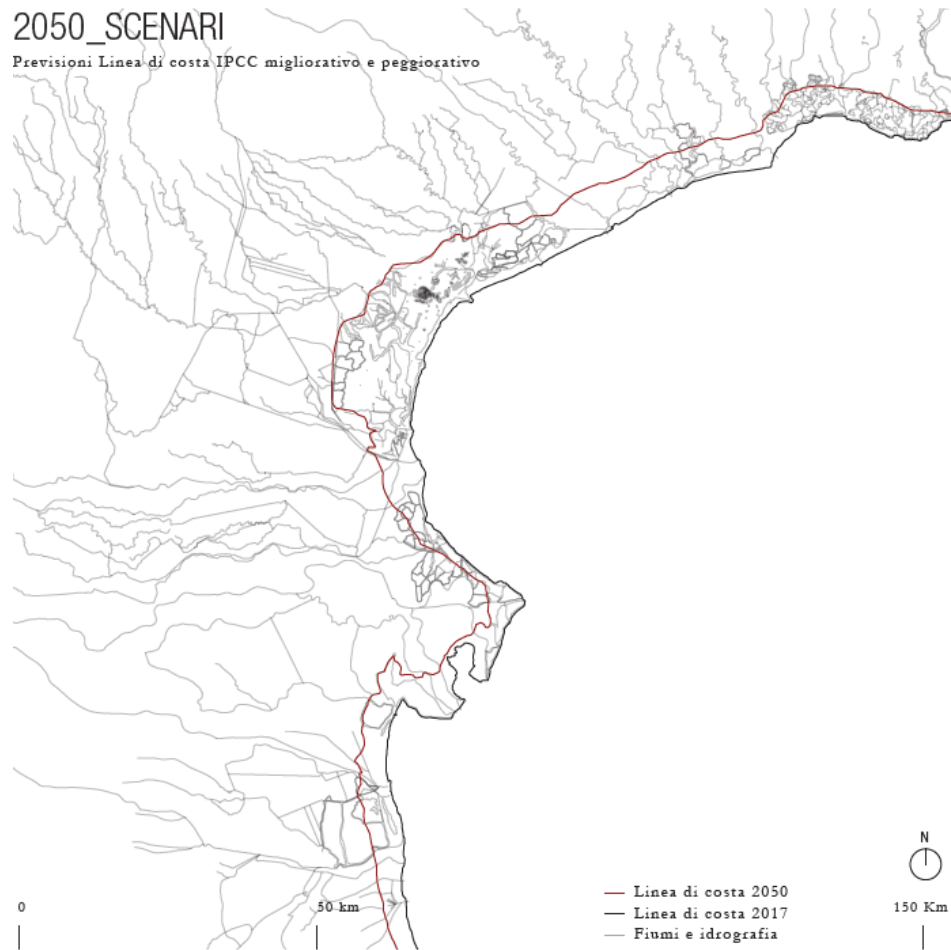 2050_SCENARI
Previsioni Linea di costa IPCC migliorativo e peggiorativo
N
Linea di costa 2050
0
50 km
150 Km
Linea di costa 2017
Fiumi e idrografia